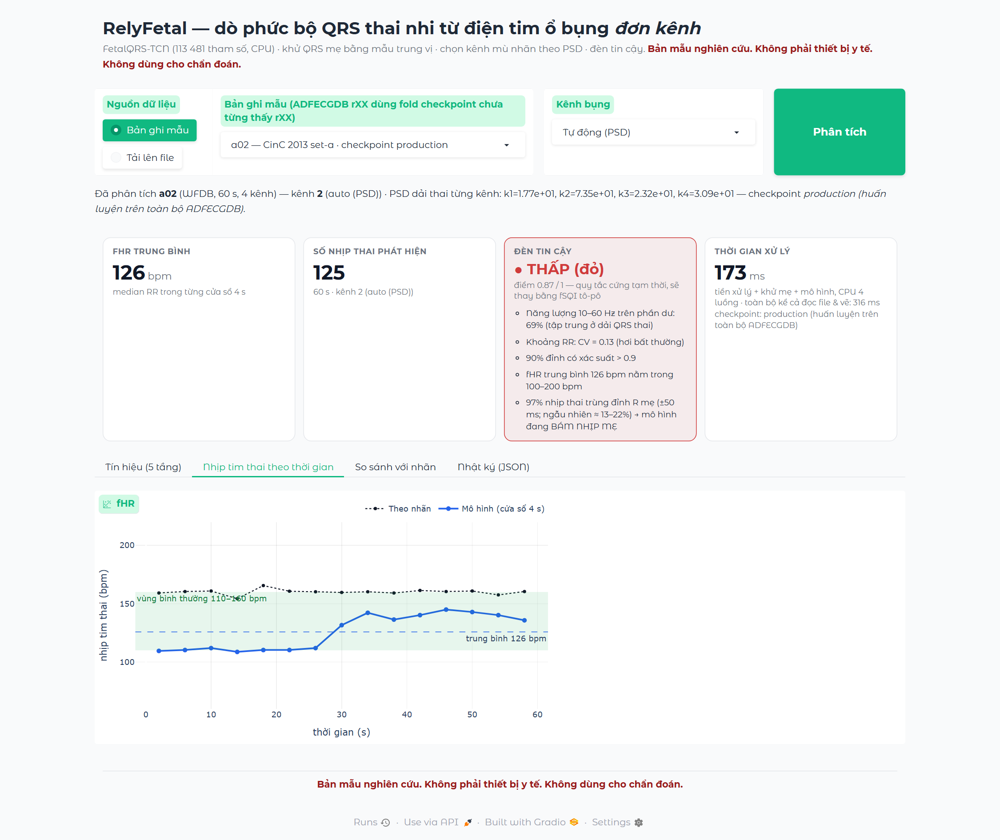 RelyFetal — dò phức bộ QRS thai nhi từ điện tim ổ bụng đơn kênh
FetalQRS-TCN (113 481 tham số, CPU) · khử QRS mẹ bằng mẫu trung vị · chọn kênh mù nhãn theo PSD · đèn tin cậy. Bản mẫu nghiên cứu. Không phải thiết bị y tế.
Không dùng cho chẩn đoán.
Nguồn dữ liệu
Bản ghi mẫu
Tải lên file
Bản ghi mẫu (ADFECGDB rXX dùng fold checkpoint chưa
từng thấy rXX)
a02 — CinC 2013 set-a · checkpoint production
Kênh bụng
Tự động (PSD)
Phân tích
Đã phân tích a02 (WFDB, 60 s, 4 kênh) — kênh 2 (auto (PSD)) · PSD dải thai từng kênh: k1=1.77e+01, k2=7.35e+01, k3=2.32e+01, k4=3.09e+01 — checkpoint production (huấn
luyện trên toàn bộ ADFECGDB).
FHR TRUNG BÌNH
126 bpm
median RR trong từng cửa sổ 4 s
SỐ NHỊP THAI PHÁT HIỆN
125
60 s · kênh 2 (auto (PSD))
ĐÈN TIN CẬY
● THẤP (đỏ)
điểm 0.87 / 1 — quy tắc cứng tạm thời, sẽ
thay bằng fSQI tô-pô
Năng lượng 10–60 Hz trên phần dư:
69% (tập trung ở dải QRS thai)
Khoảng RR: CV = 0.13 (hơi bất thường)
90% đỉnh có xác suất > 0.9
fHR trung bình 126 bpm nằm trong
100–200 bpm
97% nhịp thai trùng đỉnh R mẹ (±50
ms; ngẫu nhiên ≈ 13–22%) → mô hình
đang BÁM NHỊP MẸ
THỜI GIAN XỬ LÝ
173 ms
tiền xử lý + khử mẹ + mô hình, CPU 4
luồng · toàn bộ kể cả đọc file & vẽ: 316 ms
checkpoint: production (huấn luyện trên
toàn bộ ADFECGDB)
Tín hiệu (5 tầng)
Nhịp tim thai theo thời gian
So sánh với nhãn
Nhật ký (JSON)
fHR
Theo nhãn
Mô hình (cửa sổ 4 s)
200
150
100
nhịp tim thai (bpm)
vùng bình thường 110–160 bpm
trung bình 126 bpm
0
10
20
30
40
50
60
thời gian (s)
Bản mẫu nghiên cứu. Không phải thiết bị y tế. Không dùng cho chẩn đoán.
Runs · Use via API · Built with Gradio · Settings